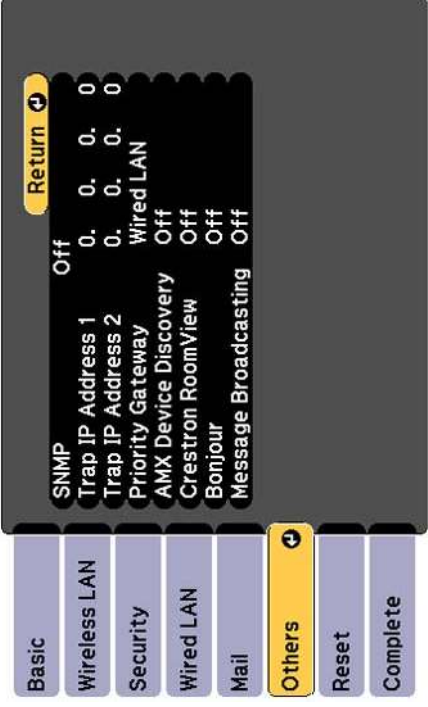 Basic
Wireless LAN
Security
Wired LAN
Mail
Others
Reset
Complete
Return
SNMP Off
Trap IP Address 1 0. 0. 0. 0
Trap IP Address 2 0. 0. 0. 0
Priority Gateway Wired LAN
AMX Device Discovery Off
Crestron RoomView Off
Bonjour Off
Message Broadcasting Off